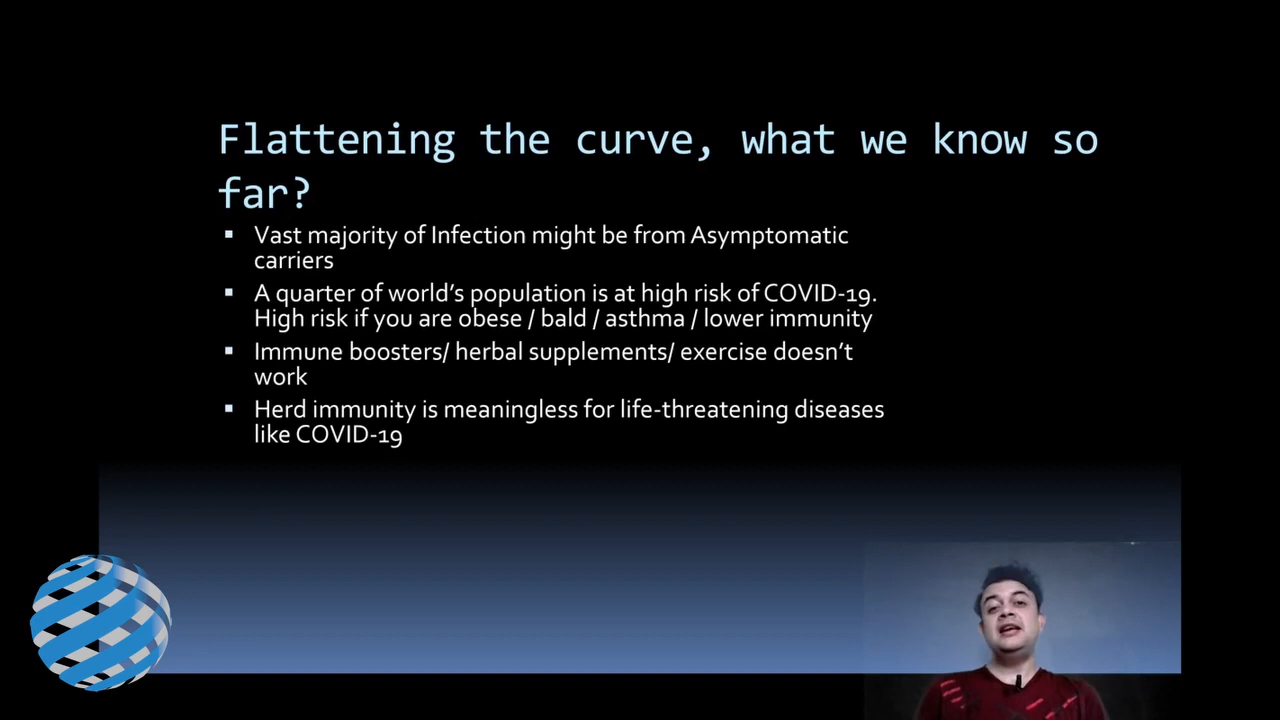 Flattening the curve, what we know so
far?
▪ Vast majority of Infection might be from Asymptomatic
carriers
▪ A quarter of world's population is at high risk of COVID-19.
High risk if you are obese / bald / asthma / lower immunity
▪ Immune boosters/ herbal supplements/ exercise doesn't
work
▪ Herd immunity is meaningless for life-threatening diseases
like COVID-19